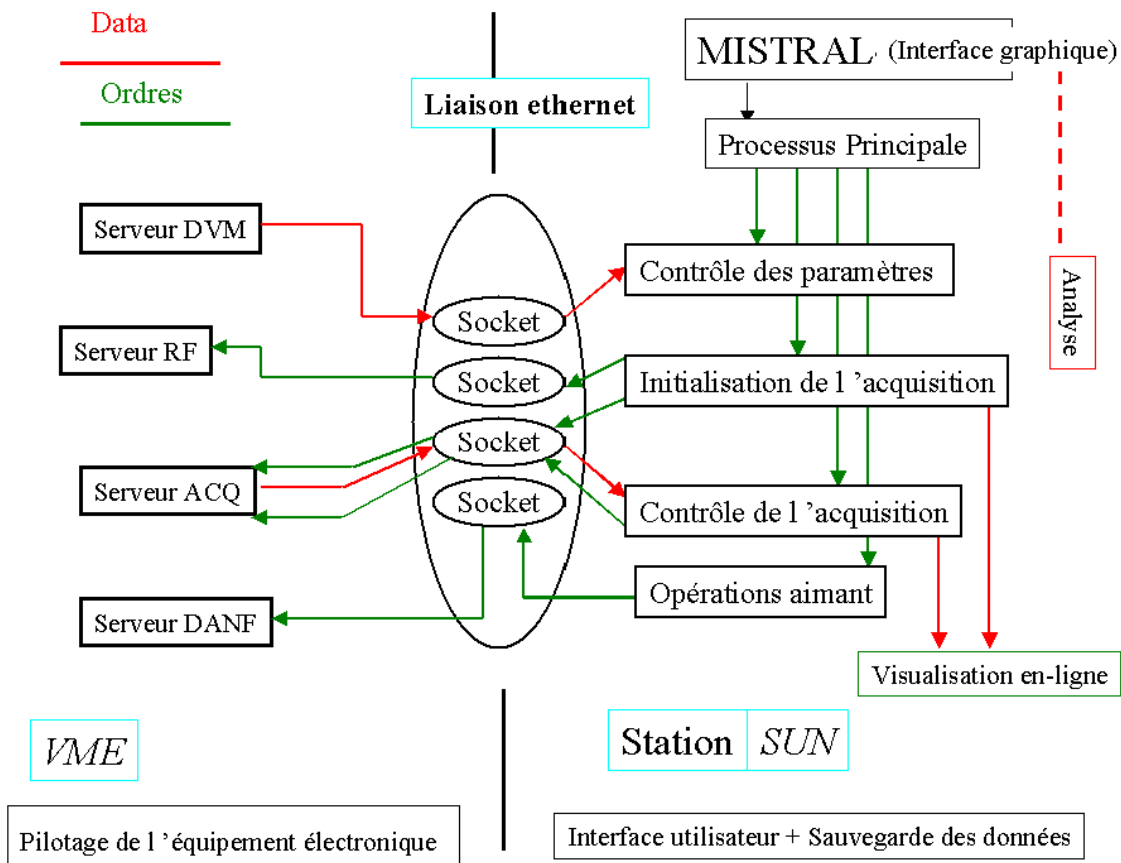 Data
Ordres
Liaison ethernet
MISTRAL (Interface graphique)
Processus Principale
Serveur DVM
Contrôle des paramètres
Analyse
Socket
Serveur RF
Socket
Initialisation de l ’acquisition
Socket
Serveur ACQ
Socket
Contrôle de l ’acquisition
Opérations aimant
Serveur DANF
Visualisation en-ligne
VME
Station SUN
Pilotage de l ’équipement électronique
Interface utilisateur + Sauvegarde des données